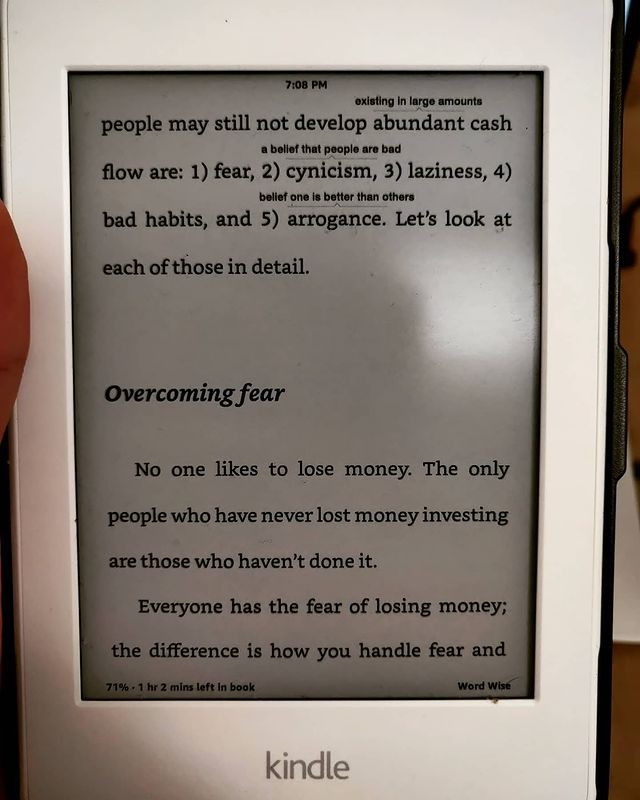 7:08 PM
existing in large amounts
people may still not develop abundant cash
a belief that people are bad
flow are: 1) fear, 2) cynicism, 3) laziness, 4)
belief one is better than others
bad habits, and 5) arrogance. Let's look at
each of those in detail.
Overcoming fear
No one likes to lose money. The only
people who have never lost money investing
are those who haven't done it.
Everyone has the fear of losing money;
the difference is how you handle fear and
71% · 1 hr 2 mins left in book Word Wise
kindle